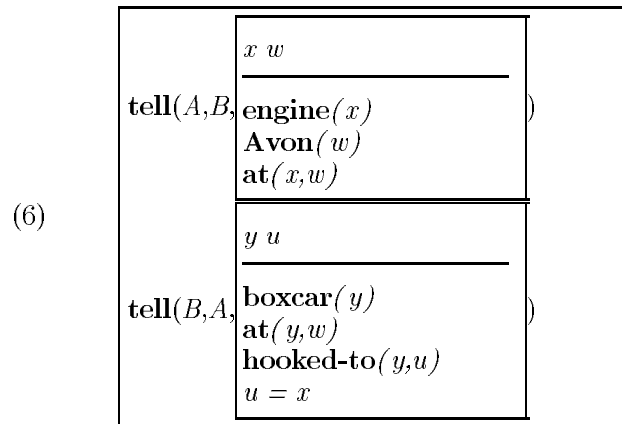 x w
tell(A,B, engine(x) )
Avon(w)
at(x,w)
(6)
y u
tell(B,A, boxcar(y) )
at(y,w)
hooked-to(y,u)
u = x